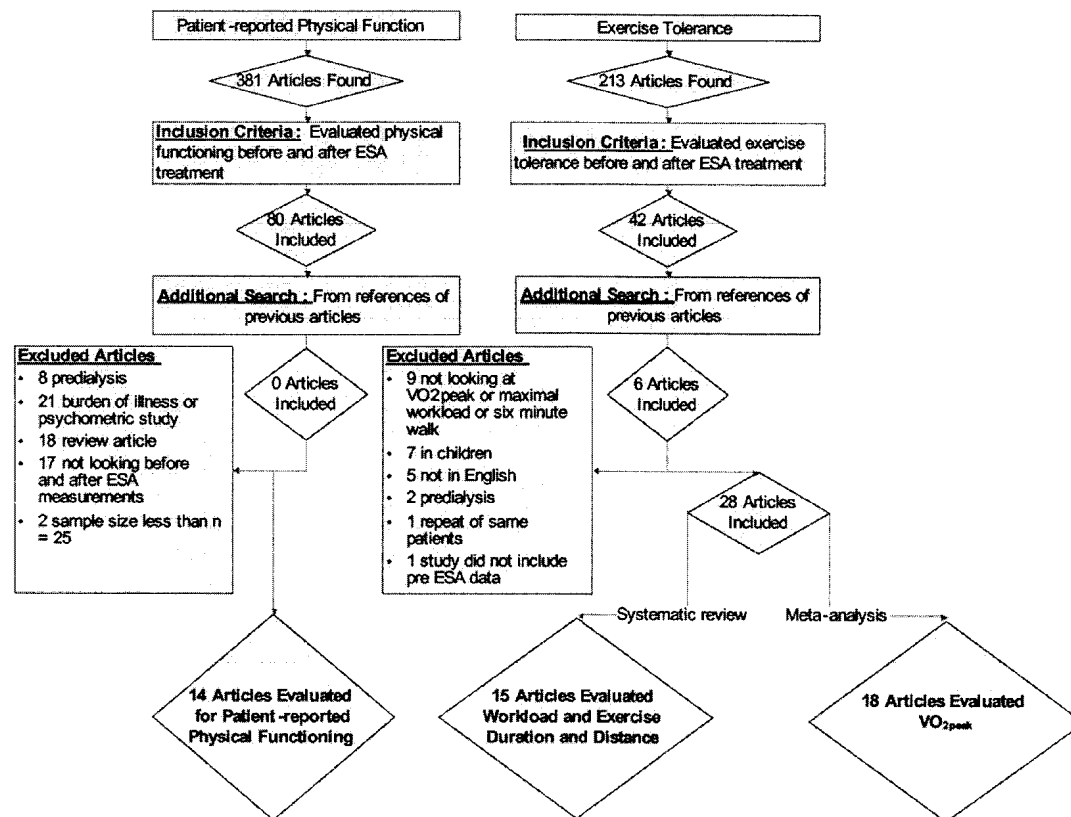 Patient-reported Physical Function
Exercise Tolerance
381 Articles Found
213 Articles Found
Inclusion Criteria: Evaluated physical
functioning before and after ESA
treatment
Inclusion Criteria: Evaluated exercise
tolerance before and after ESA treatment
80 Articles
Included
42 Articles
Included
Additional Search: From references of
previous articles
Additional Search: From references of
previous articles
Excluded Articles
• 8 predialysis
• 21 burden of illness or
psychometric study
• 18 review article
• 17 not looking before
and after ESA
measurements
• 2 sample size less than n
= 25
0 Articles
Included
Excluded Articles
• 9 not looking at
VO2peak or maximal
workload or six minute
walk
• 7 in children
• 5 not in English
• 2 predialysis
• 1 repeat of same
patients
• 1 study did not include
pre ESA data
6 Articles
Included
28 Articles
Included
Systematic review
Meta-analysis
14 Articles Evaluated
for Patient-reported
Physical Functioning
15 Articles Evaluated
Workload and Exercise
Duration and Distance
18 Articles Evaluated
VO2peak